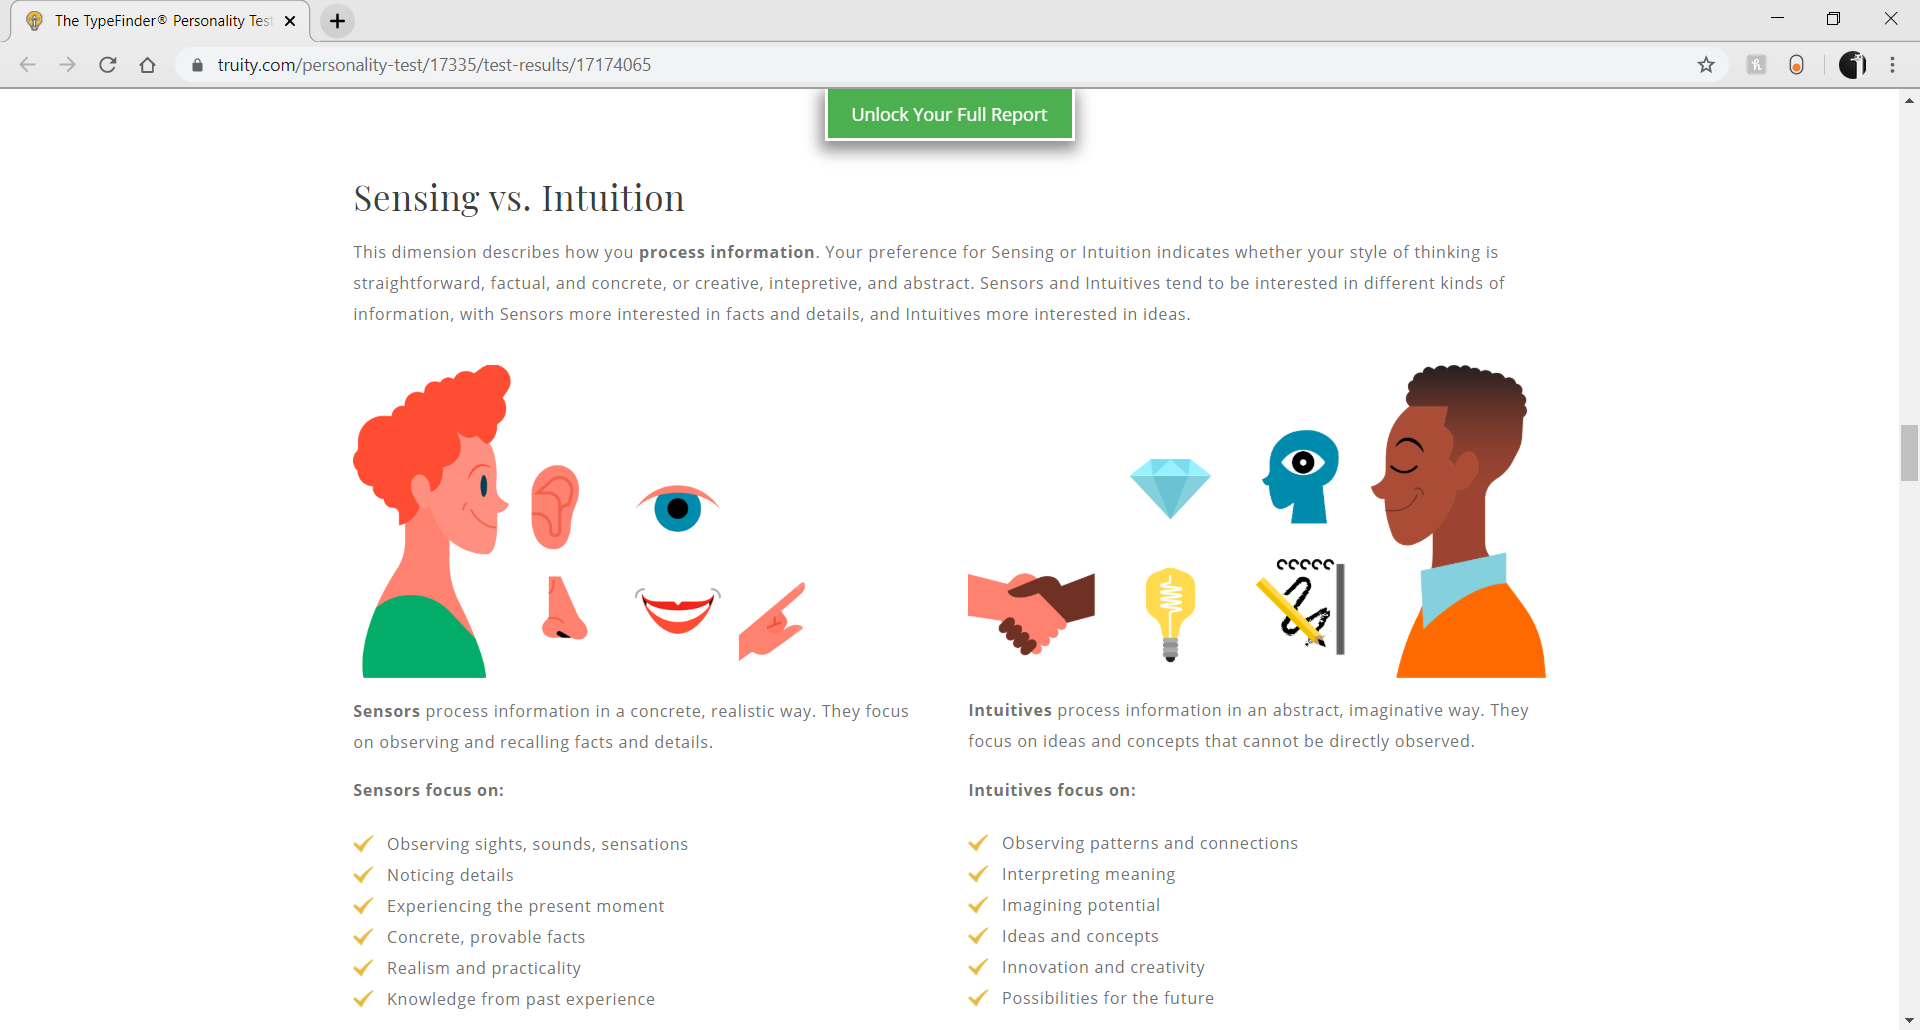 The TypeFinder® Personality Test
truity.com/personality-test/17335/test-results/17174065
Unlock Your Full Report
Sensing vs. Intuition
This dimension describes how you process information. Your preference for Sensing or Intuition indicates whether your style of thinking is
straightforward, factual, and concrete, or creative, intepretive, and abstract. Sensors and Intuitives tend to be interested in different kinds of
information, with Sensors more interested in facts and details, and Intuitives more interested in ideas.
Sensors process information in a concrete, realistic way. They focus
on observing and recalling facts and details.
Sensors focus on:
Observing sights, sounds, sensations
Noticing details
Experiencing the present moment
Concrete, provable facts
Realism and practicality
Knowledge from past experience
Intuitives process information in an abstract, imaginative way. They
focus on ideas and concepts that cannot be directly observed.
Intuitives focus on:
Observing patterns and connections
Interpreting meaning
Imagining potential
Ideas and concepts
Innovation and creativity
Possibilities for the future